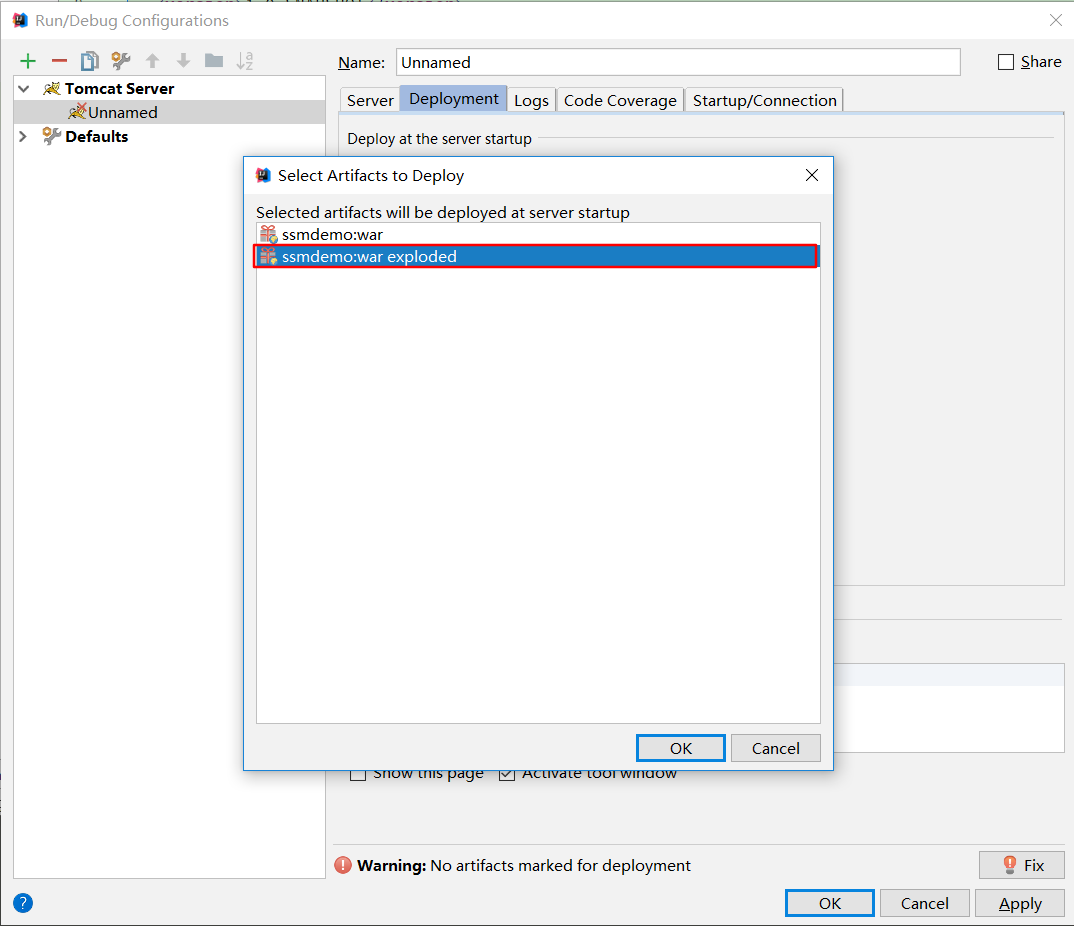 Run/Debug Configurations
Name: Unnamed
Share
Tomcat Server
Unnamed
Defaults
Server Deployment Logs Code Coverage Startup/Connection
Deploy at the server startup
Select Artifacts to Deploy
Selected artifacts will be deployed at server startup
ssmdemo:war
ssmdemo:war exploded
OK Cancel
Show this page Activate tool window
Warning: No artifacts marked for deployment
Fix
? OK Cancel Apply